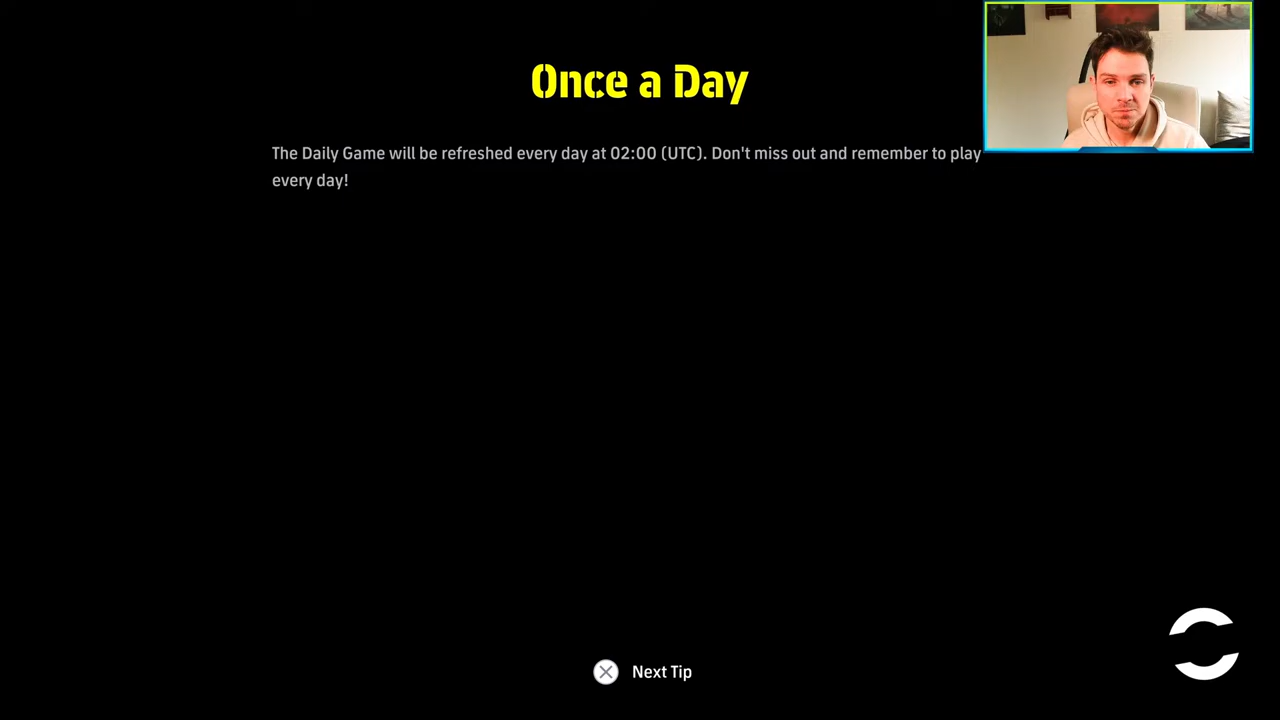 Once a Day
The Daily Game will be refreshed every day at 02:00 (UTC). Don't miss out and remember to play
every day!
Next Tip